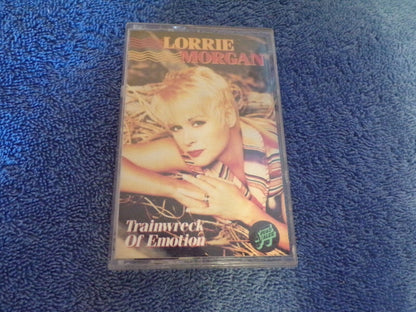 LORRIE
MORGAN
Trainwreck
Of Emotion